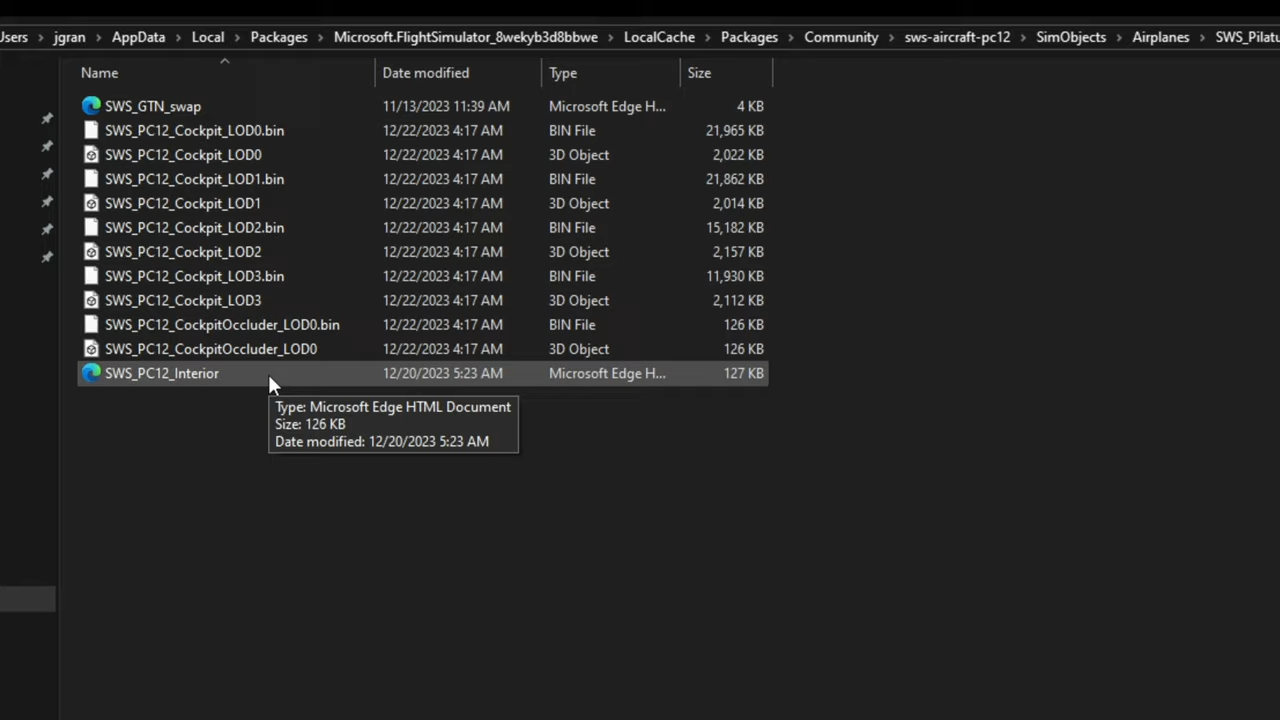 Users > jgran > AppData > Local > Packages > Microsoft.FlightSimulator_8wekyb3d8bbwe > LocalCache > Packages > Community > sws-aircraft-pc12 > SimObjects > Airplanes > SWS_Pilatu
Name Date modified Type Size
SWS_GTN_swap 11/13/2023 11:39 AM Microsoft Edge H... 4 KB
SWS_PC12_Cockpit_LOD0.bin 12/22/2023 4:17 AM BIN File 21,965 KB
SWS_PC12_Cockpit_LOD0 12/22/2023 4:17 AM 3D Object 2,022 KB
SWS_PC12_Cockpit_LOD1.bin 12/22/2023 4:17 AM BIN File 21,862 KB
SWS_PC12_Cockpit_LOD1 12/22/2023 4:17 AM 3D Object 2,014 KB
SWS_PC12_Cockpit_LOD2.bin 12/22/2023 4:17 AM BIN File 15,182 KB
SWS_PC12_Cockpit_LOD2 12/22/2023 4:17 AM 3D Object 2,157 KB
SWS_PC12_Cockpit_LOD3.bin 12/22/2023 4:17 AM BIN File 11,930 KB
SWS_PC12_Cockpit_LOD3 12/22/2023 4:17 AM 3D Object 2,112 KB
SWS_PC12_CockpitOccluder_LOD0.bin 12/22/2023 4:17 AM BIN File 126 KB
SWS_PC12_CockpitOccluder_LOD0 12/22/2023 4:17 AM 3D Object 126 KB
SWS_PC12_Interior 12/20/2023 5:23 AM Microsoft Edge H... 127 KB
Type: Microsoft Edge HTML Document
Size: 126 KB
Date modified: 12/20/2023 5:23 AM